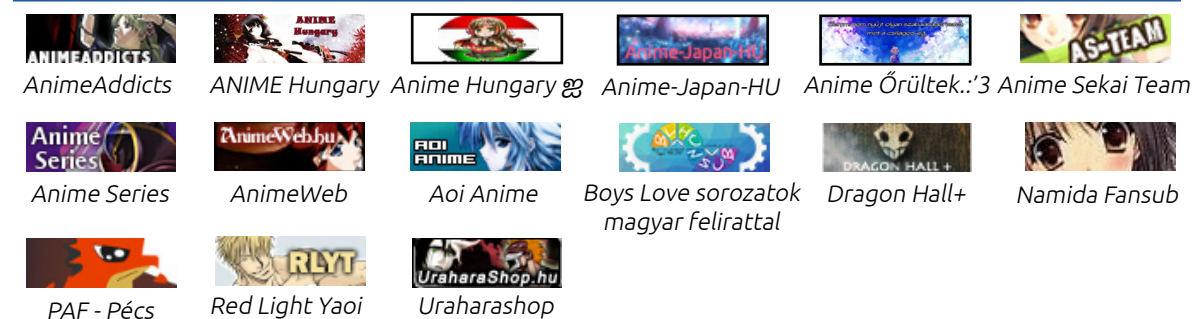 ANIMEADDICTS
ANIME
Hungary
Anime-Japan-HU
AS-TEAM
AnimeAddicts
ANIME Hungary
Anime Hungary ஐ
Anime-Japan-HU
Anime Őrültek.:’3
Anime Sekai Team
Anime
Series
AnimeWeb.hu
AOI
ANIME
DRAGON HALL +
Anime Series
AnimeWeb
Aoi Anime
Boys Love sorozatok
magyar felirattal
Dragon Hall+
Namida Fansub
RLYT
UraharaShop.hu
PAF - Pécs
Red Light Yaoi
Uraharashop